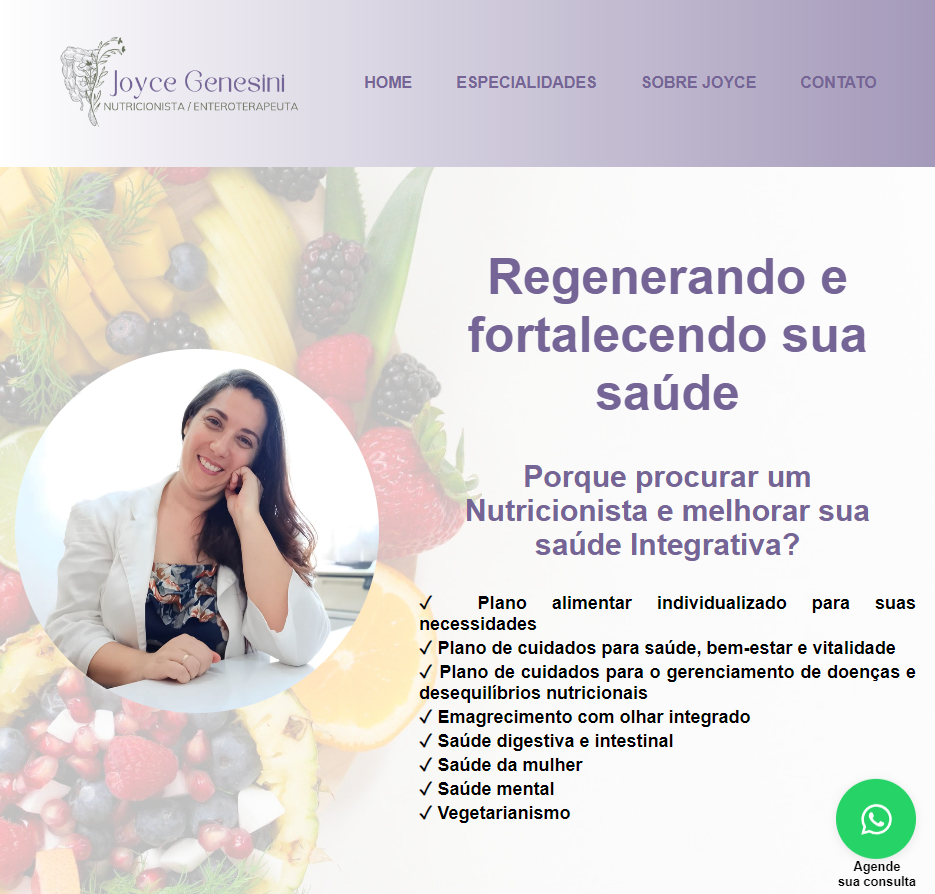 Joyce Genesini
NUTRICIONISTA / ENTEROTERAPEUTA
HOME
ESPECIALIDADES
SOBRE JOYCE
CONTATO
Regenerando e
fortalecendo sua
saúde
Porque procurar um
Nutricionista e melhorar sua
saúde Integrativa?
✓ Plano alimentar individualizado para suas
necessidades
✓ Plano de cuidados para saúde, bem-estar e vitalidade
✓ Plano de cuidados para o gerenciamento de doenças e
desequilíbrios nutricionais
✓ Emagrecimento com olhar integrado
✓ Saúde digestiva e intestinal
✓ Saúde da mulher
✓ Saúde mental
✓ Vegetarianismo
Agende
sua consulta